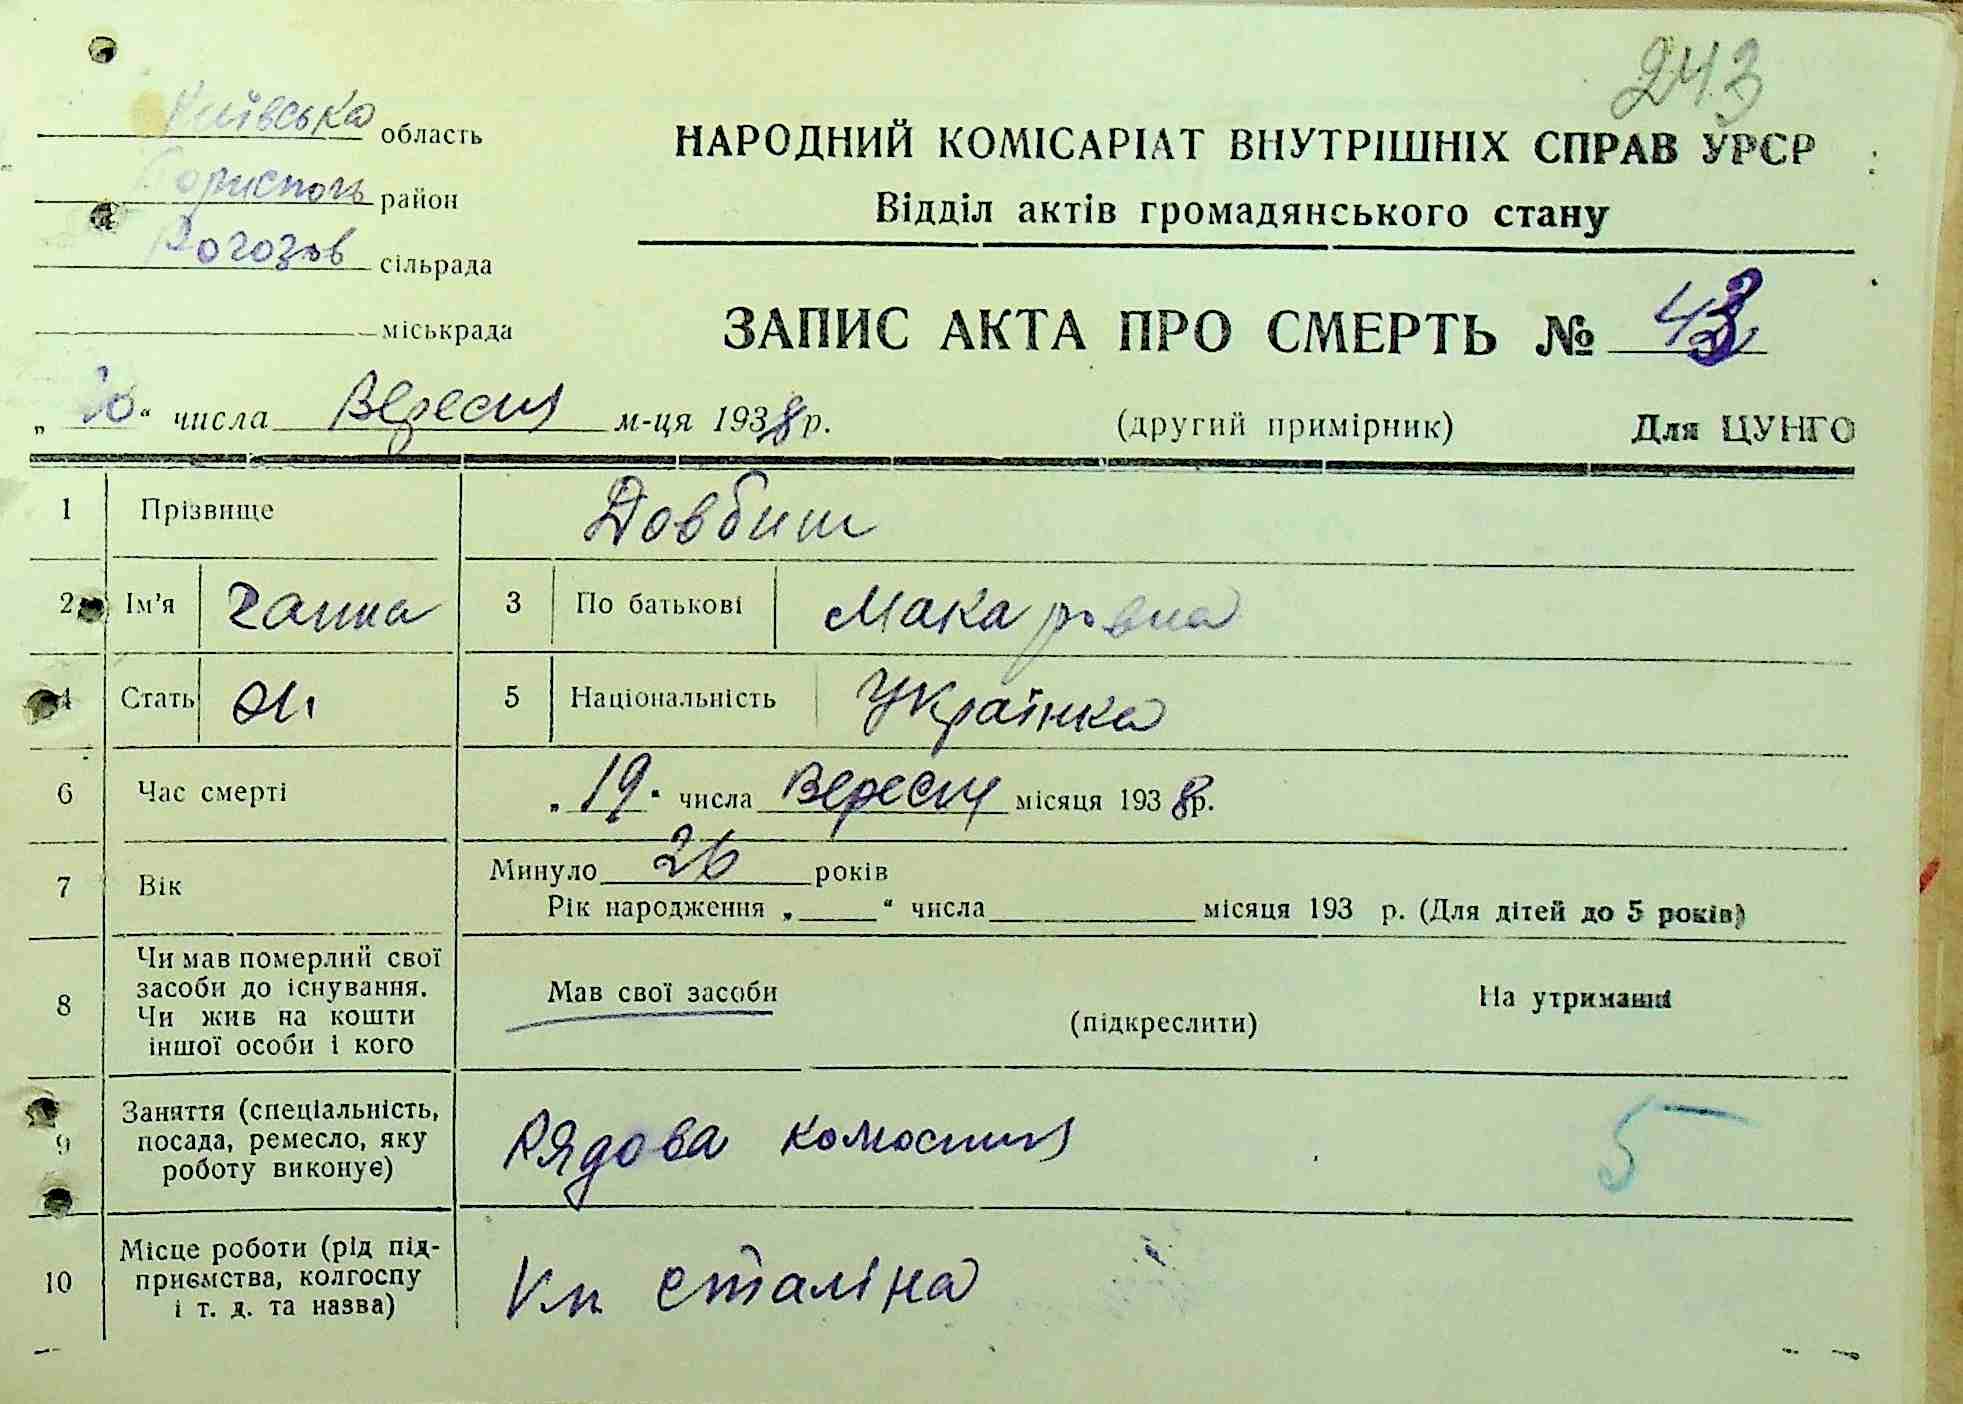 243
Київська область
Бориспіль район
Рогозов сільрада
міськрада
НАРОДНИЙ КОМІСАРІАТ ВНУТРІШНІХ СПРАВ УРСР
Відділ актів громадянського стану
ЗАПИС АКТА ПРО СМЕРТЬ № 43
„20“ числа Вересня м-ця 1938 р.
(другий примірник) Для ЦУНГО
1 Прізвище Довбиш
2 Ім'я Ганна 3 По батькові Макарівна
4 Стать Ж. 5 Національність Українка
6 Час смерті „19“ числа Вересня місяця 1938 р.
7 Вік Минуло 26 років
Рік народження „ “ числа місяця 193 р. (Для дітей до 5 років)
8 Чи мав померлий свої
засоби до існування.
Чи жив на кошти
іншої особи і кого
Мав свої засоби (підкреслити) На утриманні
9 Заняття (спеціальність,
посада, ремесло, яку
роботу виконує)
Рядова
5
10 Місце роботи (рід під-
приємства, колгоспу
і т. д. та назва)
Сталіна